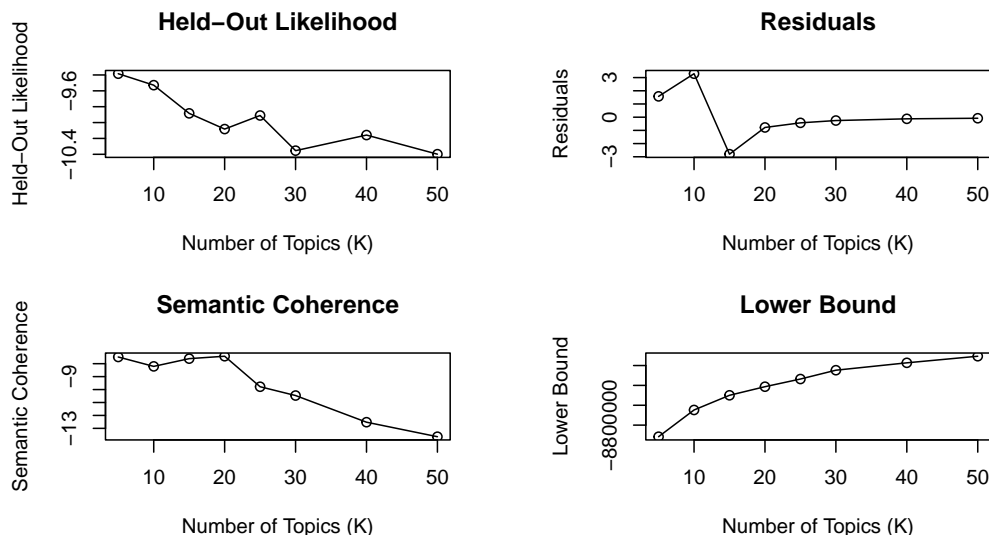 Held−Out Likelihood
Held−Out Likelihood
−9.6
−10.4
10 20 30 40 50
Number of Topics (K)
Residuals
Residuals
3
0
−3
10 20 30 40 50
Number of Topics (K)
Semantic Coherence
Semantic Coherence
−9
−13
10 20 30 40 50
Number of Topics (K)
Lower Bound
Lower Bound
−8800000
10 20 30 40 50
Number of Topics (K)